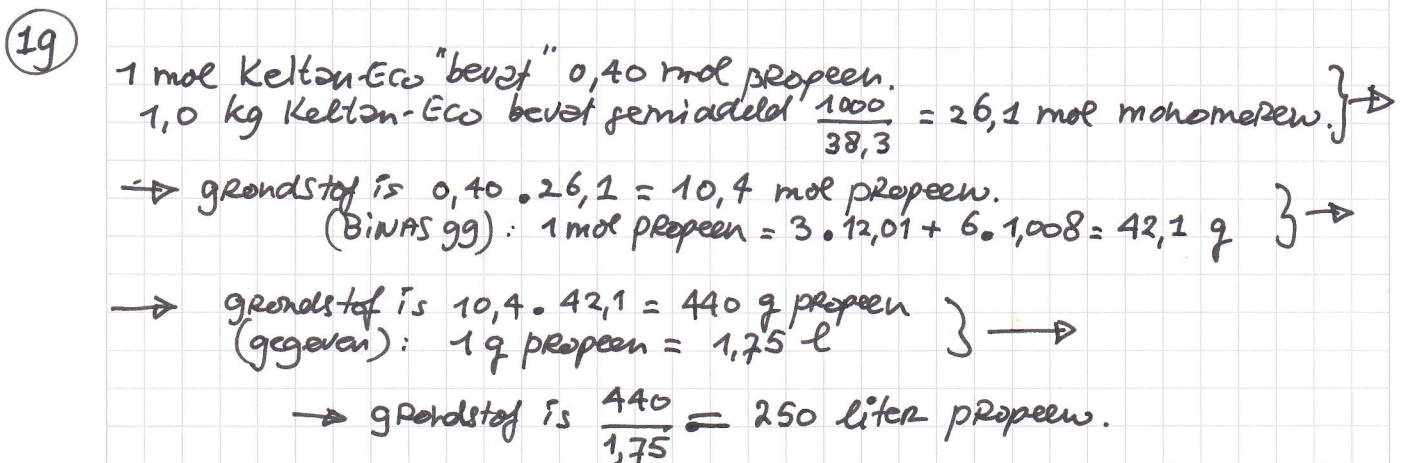 19
1 mol Keltan-Eco "bevat" 0,40 mol propeen.
1,0 kg Keltan-Eco bevat gemiddeld 1000/38,3 = 26,1 mol monomeren. } →
→ grondstof is 0,40 . 26,1 = 10,4 mol propeen.
(BINAS 99): 1 mol propeen = 3 . 12,01 + 6 . 1,008 = 42,1 g } →
→ grondstof is 10,4 . 42,1 = 440 g propeen
(gegeven): 1 g propeen = 1,75 l } →
→ grondstof is 440/1,75 = 250 liter propeen.